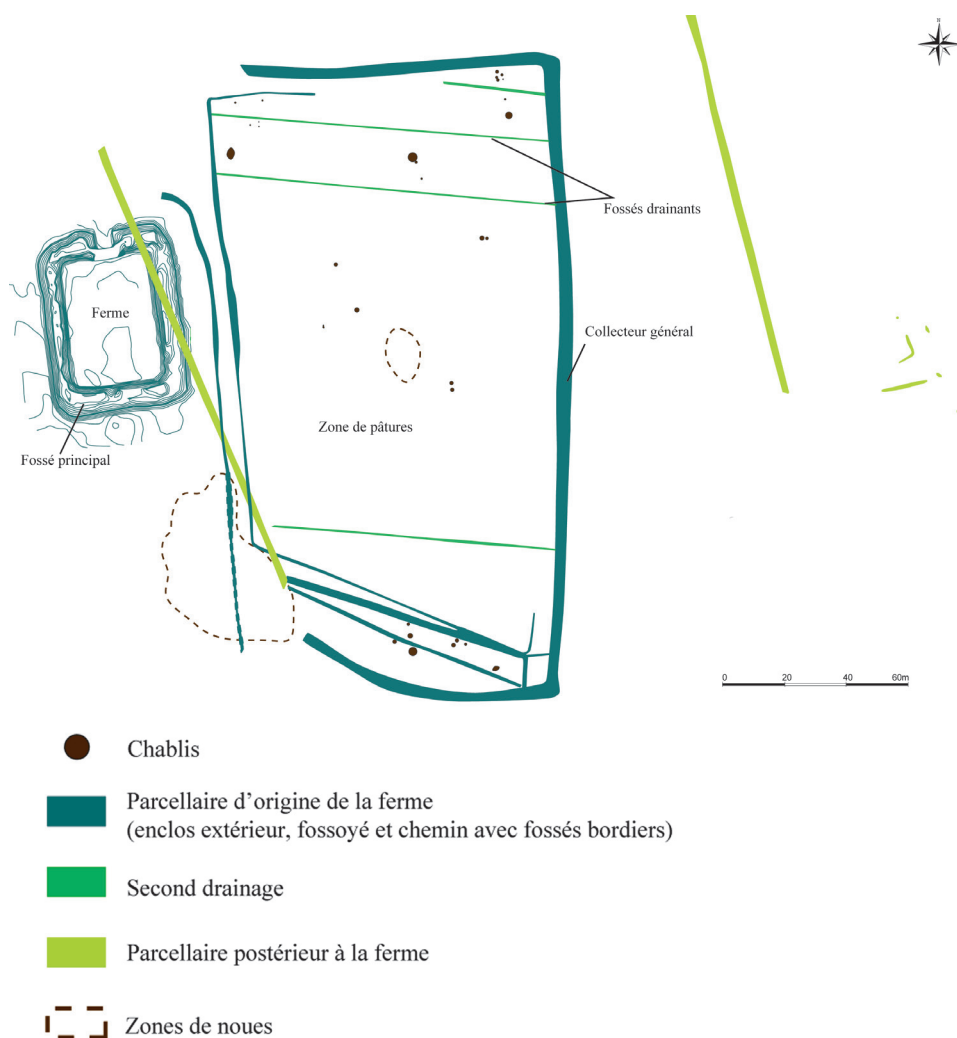 N
Fossés drainants
Ferme
Collecteur général
Zone de pâtures
Fossé principal
0 20 40 60m
Chablis
Parcellaire d'origine de la ferme
(enclos extérieur, fossoyé et chemin avec fossés bordiers)
Second drainage
Parcellaire postérieur à la ferme
Zones de noues